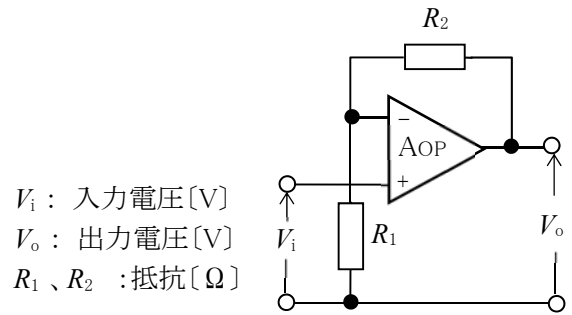 R₂
−
AOP
+
Vᵢ : 入力電圧〔V〕
Vₒ : 出力電圧〔V〕
R₁ 、R₂ :抵抗〔Ω〕
Vᵢ
R₁
Vₒ